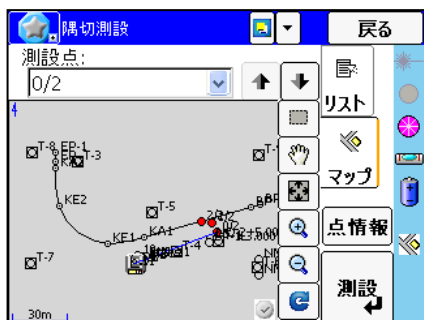 隅切測設
戻る
測設点:
0/2
リスト
マップ
点情報
測設
4
T-8
EP-1
T-3
KE2
T-5
KA1
KE1
T-4
T-7
30m